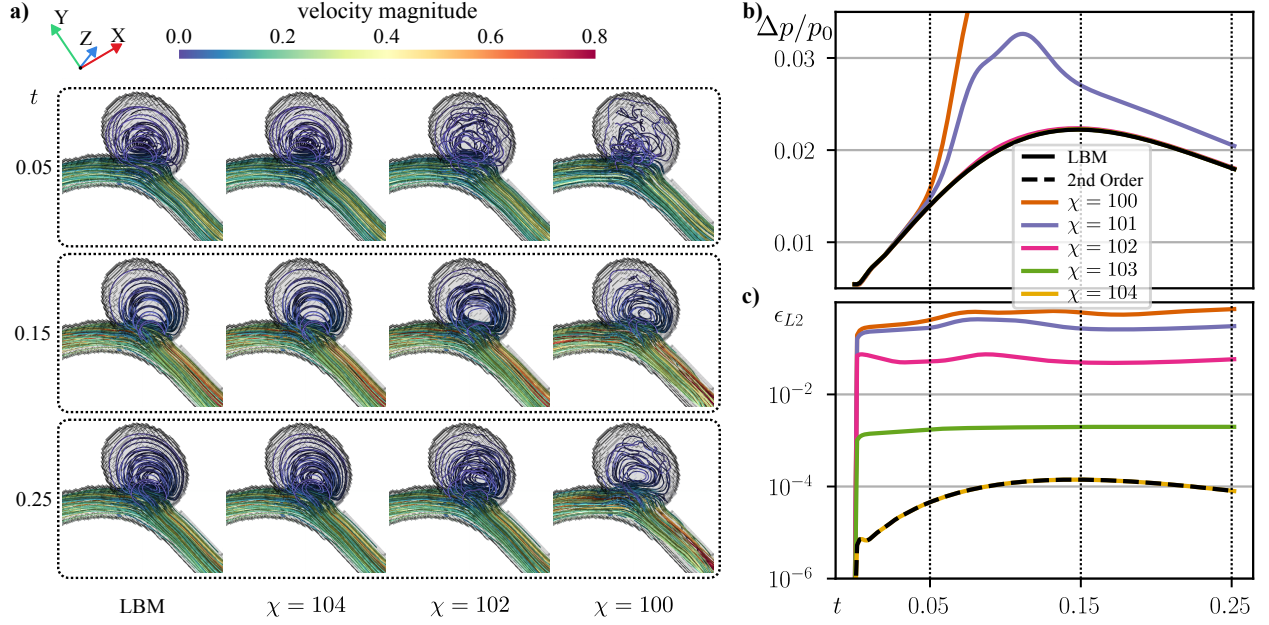 a)
velocity magnitude
0.0 0.2 0.4 0.6 0.8
Y
Z
X
t
0.05
0.15
0.25
LBM χ = 104 χ = 102 χ = 100
b)
Δp/p₀
0.03
0.02
0.01
LBM
2nd Order
χ = 100
χ = 101
χ = 102
χ = 103
χ = 104
c)
ϵL2
10⁻²
10⁻⁴
10⁻⁶
t 0.05 0.15 0.25